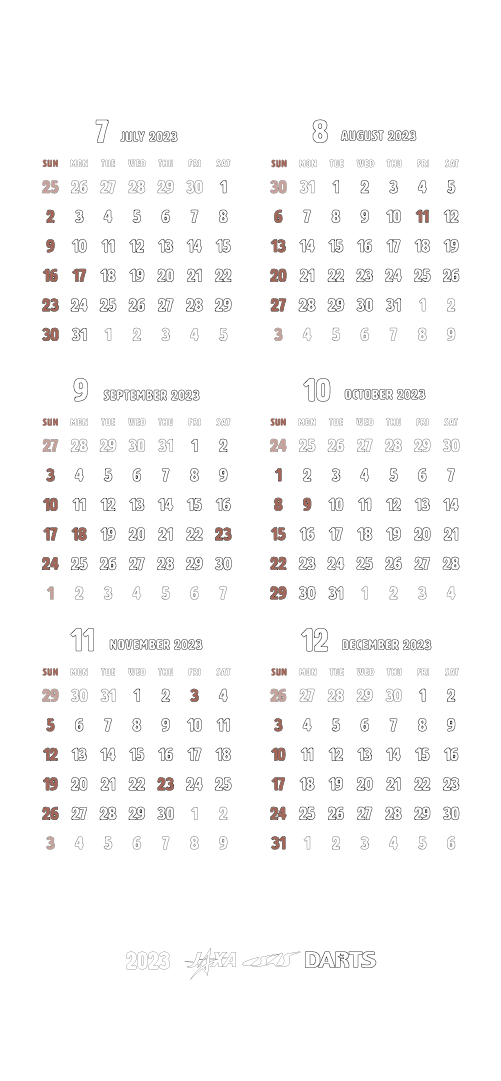 7 JULY 2023
SUN MON TUE WED THU FRI SAT
25 26 27 28 29 30 1
2 3 4 5 6 7 8
9 10 11 12 13 14 15
16 17 18 19 20 21 22
23 24 25 26 27 28 29
30 31 1 2 3 4 5
8 AUGUST 2023
SUN MON TUE WED THU FRI SAT
30 31 1 2 3 4 5
6 7 8 9 10 11 12
13 14 15 16 17 18 19
20 21 22 23 24 25 26
27 28 29 30 31 1 2
3 4 5 6 7 8 9
9 SEPTEMBER 2023
SUN MON TUE WED THU FRI SAT
27 28 29 30 31 1 2
3 4 5 6 7 8 9
10 11 12 13 14 15 16
17 18 19 20 21 22 23
24 25 26 27 28 29 30
1 2 3 4 5 6 7
10 OCTOBER 2023
SUN MON TUE WED THU FRI SAT
24 25 26 27 28 29 30
1 2 3 4 5 6 7
8 9 10 11 12 13 14
15 16 17 18 19 20 21
22 23 24 25 26 27 28
29 30 31 1 2 3 4
11 NOVEMBER 2023
SUN MON TUE WED THU FRI SAT
29 30 31 1 2 3 4
5 6 7 8 9 10 11
12 13 14 15 16 17 18
19 20 21 22 23 24 25
26 27 28 29 30 1 2
3 4 5 6 7 8 9
12 DECEMBER 2023
SUN MON TUE WED THU FRI SAT
26 27 28 29 30 1 2
3 4 5 6 7 8 9
10 11 12 13 14 15 16
17 18 19 20 21 22 23
24 25 26 27 28 29 30
31 1 2 3 4 5 6
2023 JAXA DARTS